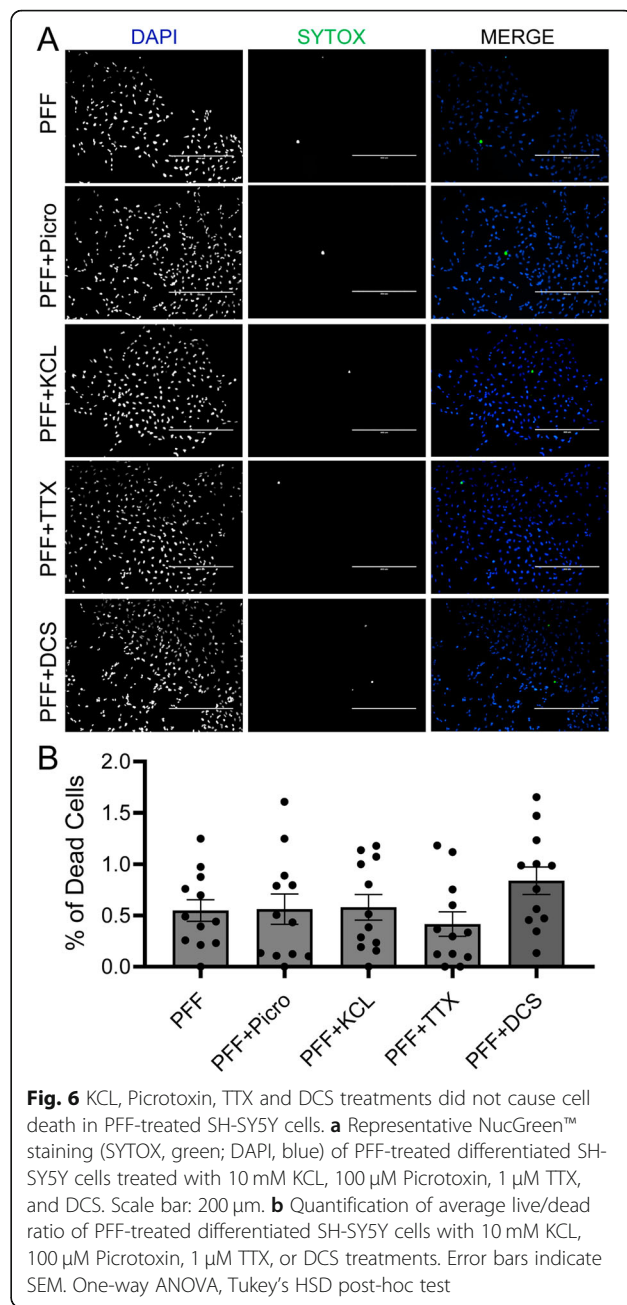 A
DAPI SYTOX MERGE
PFF
PFF+Picro
PFF+KCL
PFF+TTX
PFF+DCS
B
% of Dead Cells
2.0
1.5
1.0
0.5
0.0
PFF PFF+Picro PFF+KCL PFF+TTX PFF+DCS
Fig. 6 KCL, Picrotoxin, TTX and DCS treatments did not cause cell
death in PFF-treated SH-SY5Y cells. a Representative NucGreen™
staining (SYTOX, green; DAPI, blue) of PFF-treated differentiated SH-
SY5Y cells treated with 10 mM KCL, 100 μM Picrotoxin, 1 μM TTX,
and DCS. Scale bar: 200 μm. b Quantification of average live/dead
ratio of PFF-treated differentiated SH-SY5Y cells with 10 mM KCL,
100 μM Picrotoxin, 1 μM TTX, or DCS treatments. Error bars indicate
SEM. One-way ANOVA, Tukey's HSD post-hoc test